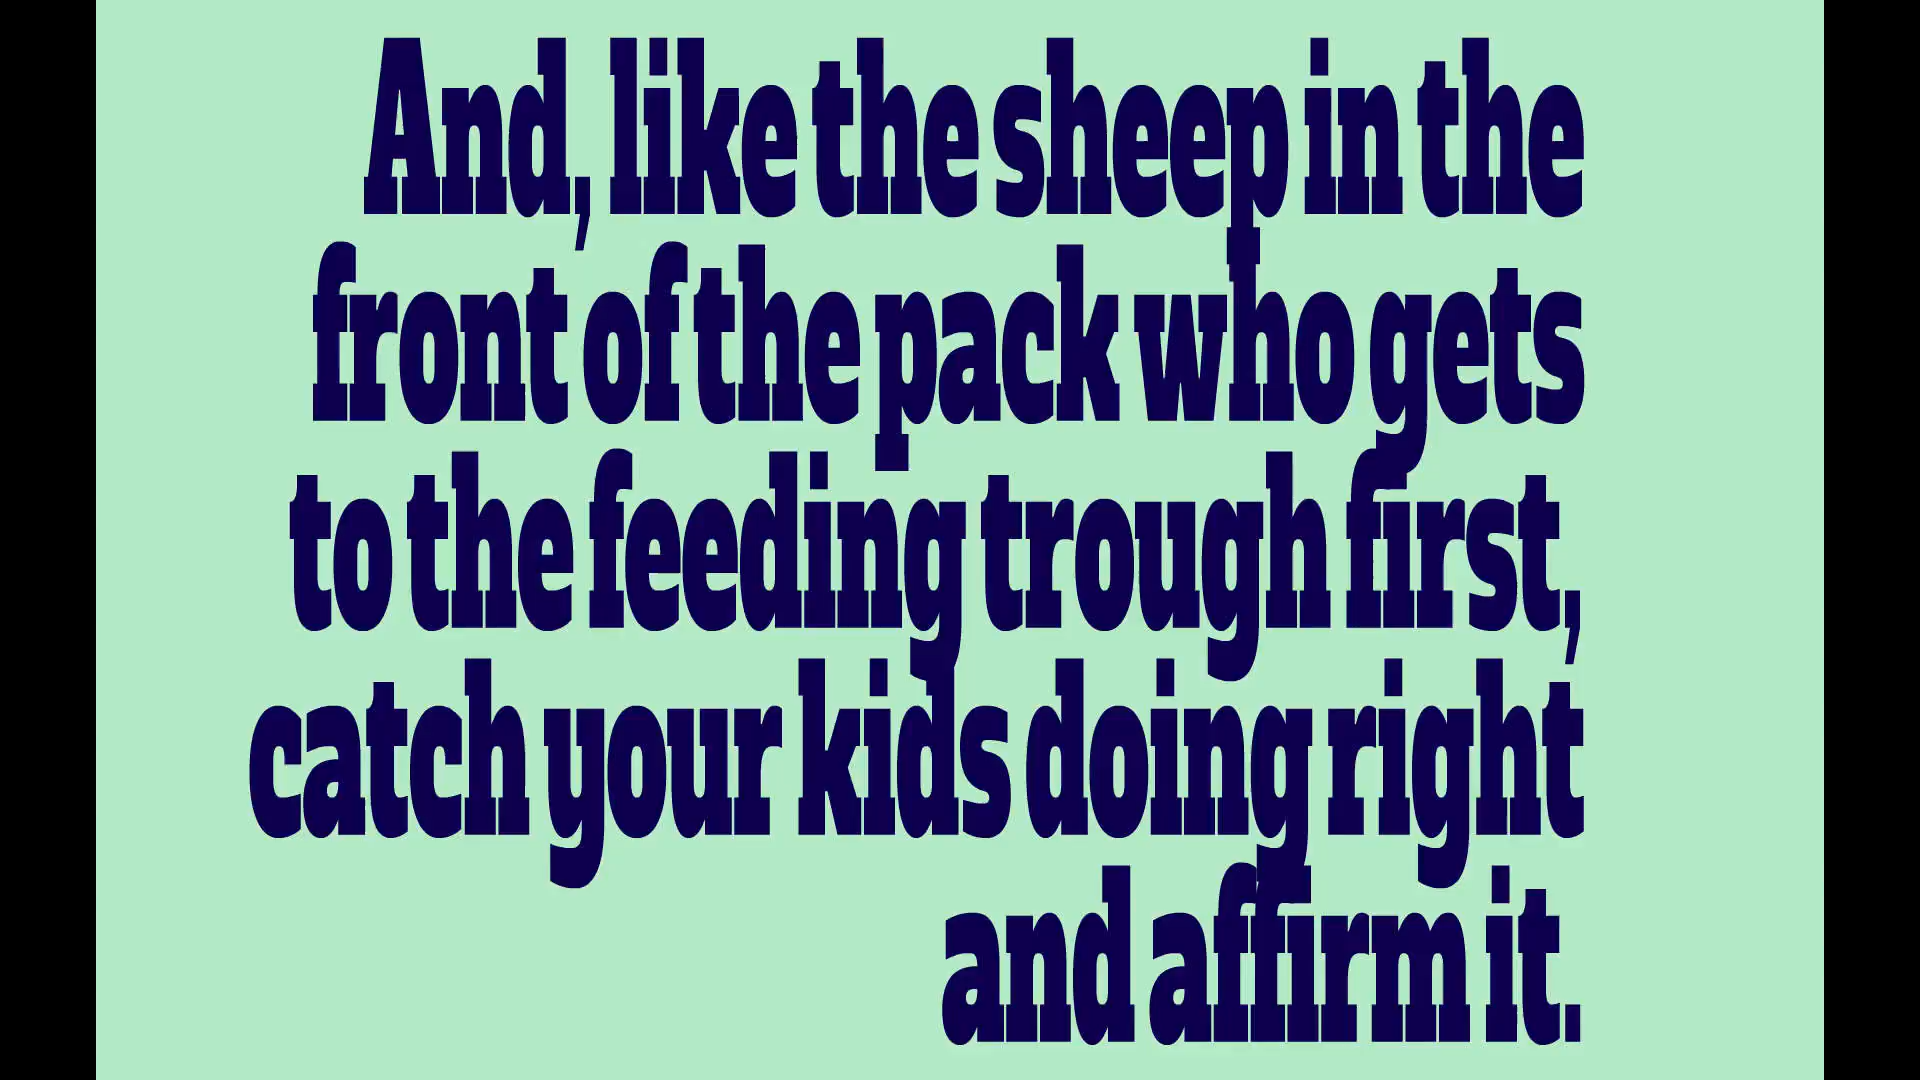 And, like the sheep in the
front of the pack who gets
to the feeding trough first,
catch your kids doing right
and affirm it.